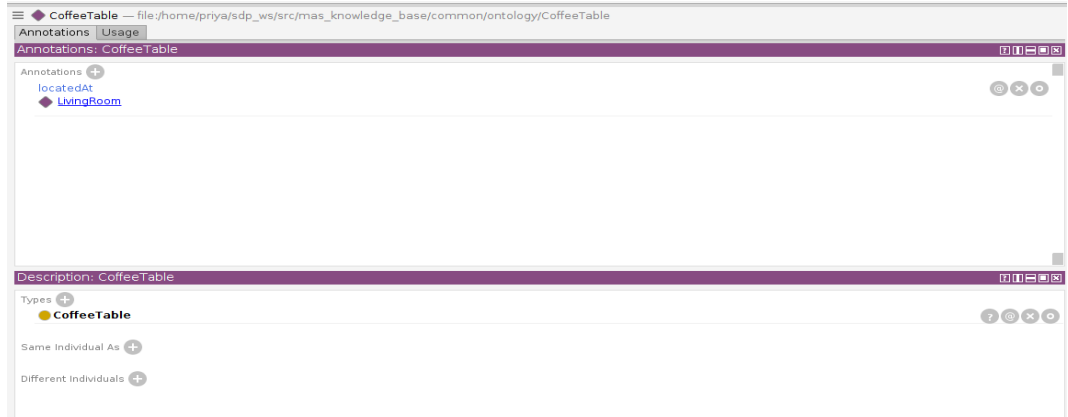 CoffeeTable — file:/home/priya/sdp_ws/src/mas_knowledge_base/common/ontology/CoffeeTable
Annotations Usage
Annotations: CoffeeTable
Annotations
locatedAt
LivingRoom
Description: CoffeeTable
Types
CoffeeTable
Same Individual As
Different Individuals